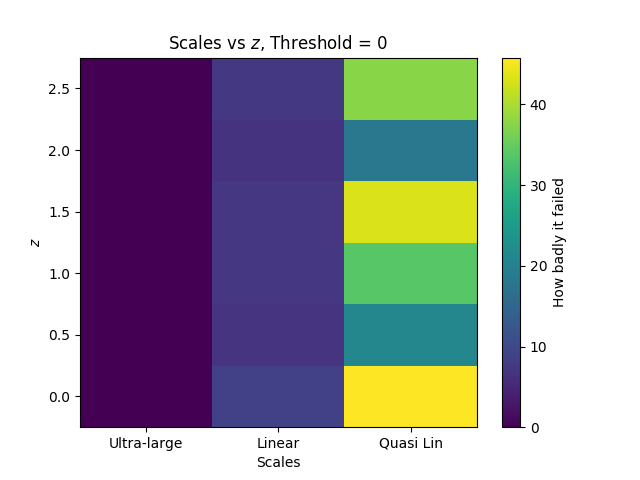 Scales vs z, Threshold = 0
2.5
2.0
1.5
1.0
0.5
0.0
z
Ultra-large Linear Quasi Lin
Scales
40
30
20
10
0
How badly it failed